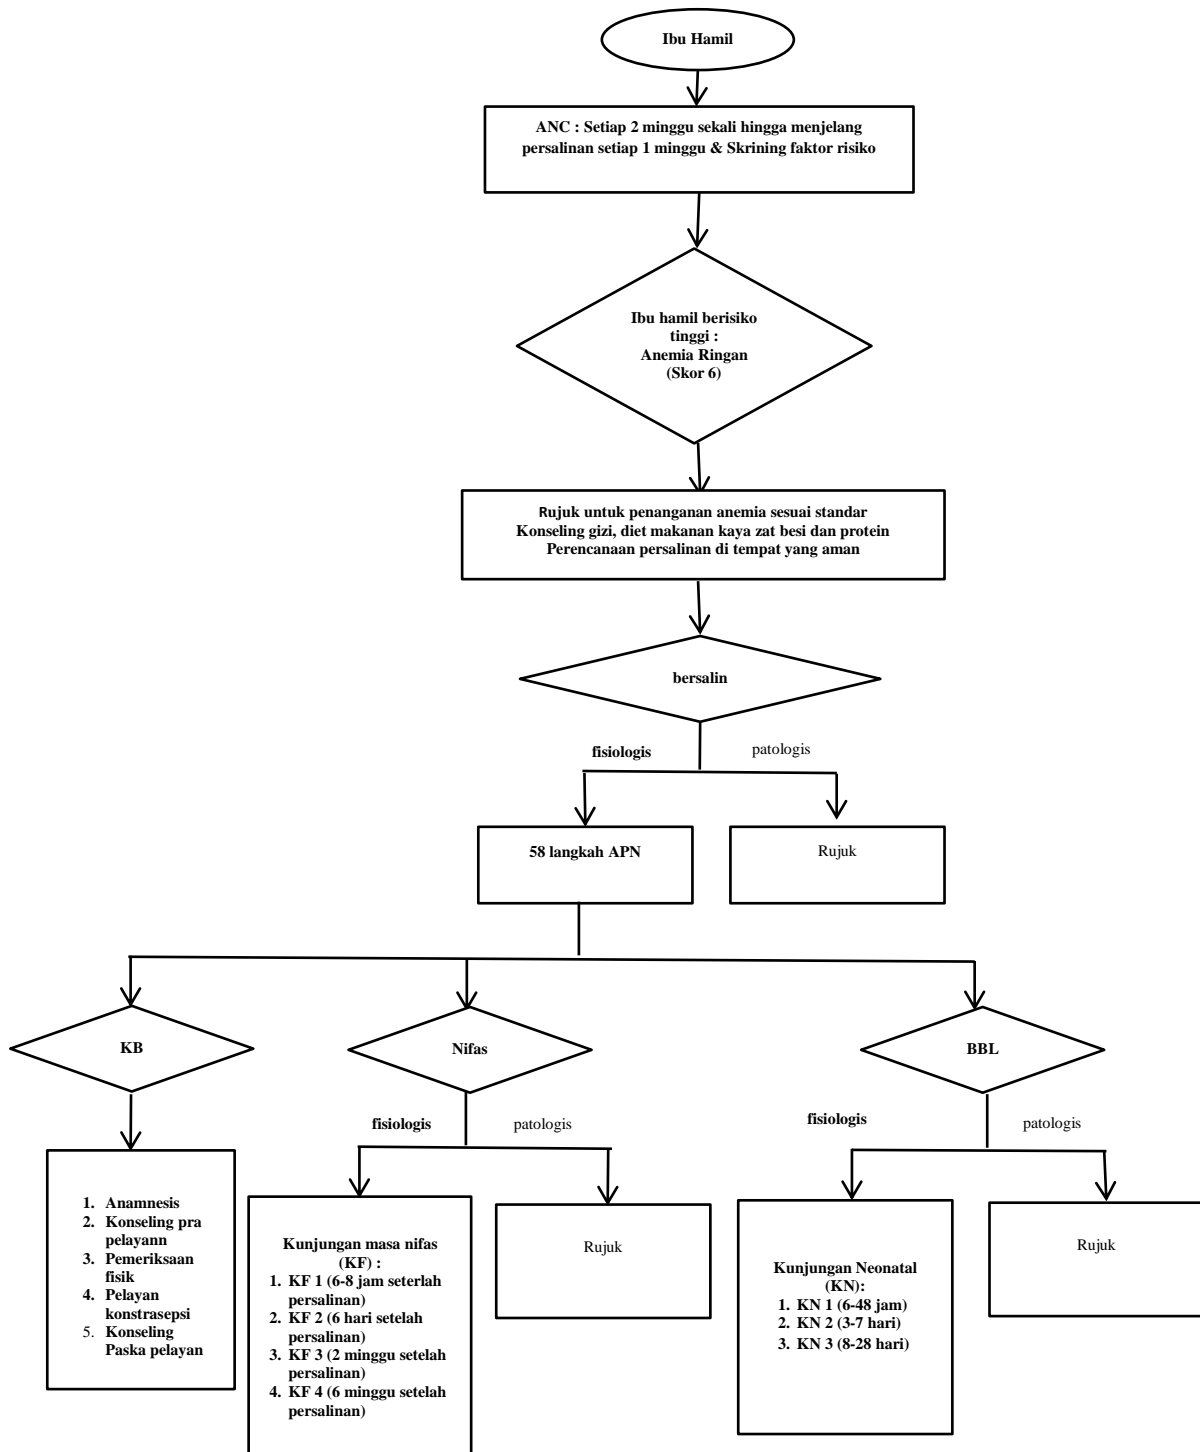 Ibu Hamil
ANC : Setiap 2 minggu sekali hingga menjelang
persalinan setiap 1 minggu & Skrining faktor risiko
Ibu hamil berisiko
tinggi :
Anemia Ringan
(Skor 6)
Rujuk untuk penanganan anemia sesuai standar
Konseling gizi, diet makanan kaya zat besi dan protein
Perencanaan persalinan di tempat yang aman
bersalin
fisiologis
patologis
58 langkah APN
Rujuk
KB
Nifas
BBL
fisiologis
patologis
fisiologis
patologis
1. Anamnesis
2. Konseling pra
pelayann
3. Pemeriksaan
fisik
4. Pelayan
konstrasepsi
5. Konseling
Paska pelayan
Kunjungan masa nifas
(KF) :
1. KF 1 (6-8 jam seterlah
persalinan)
2. KF 2 (6 hari setelah
persalinan)
3. KF 3 (2 minggu setelah
persalinan)
4. KF 4 (6 minggu setelah
persalinan)
Rujuk
Kunjungan Neonatal
(KN):
1. KN 1 (6-48 jam)
2. KN 2 (3-7 hari)
3. KN 3 (8-28 hari)
Rujuk